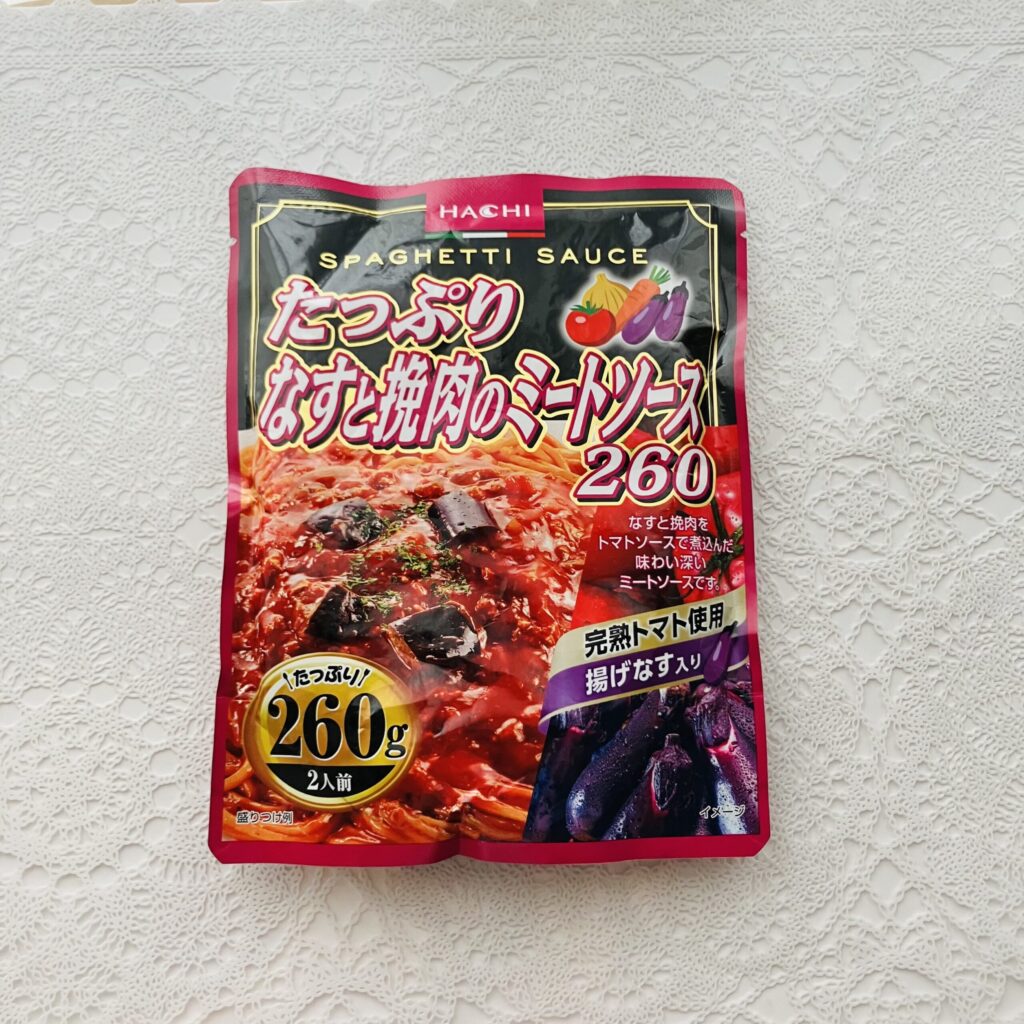 HACHI
SPAGHETTI SAUCE
たっぷり
なすと挽肉のミートソース
260
なすと挽肉を
トマトソースで煮込んだ
味わい深い
ミートソースです。
完熟トマト使用
揚げなす入り
たっぷり
260g
2人前
盛りつけ例
イメージ